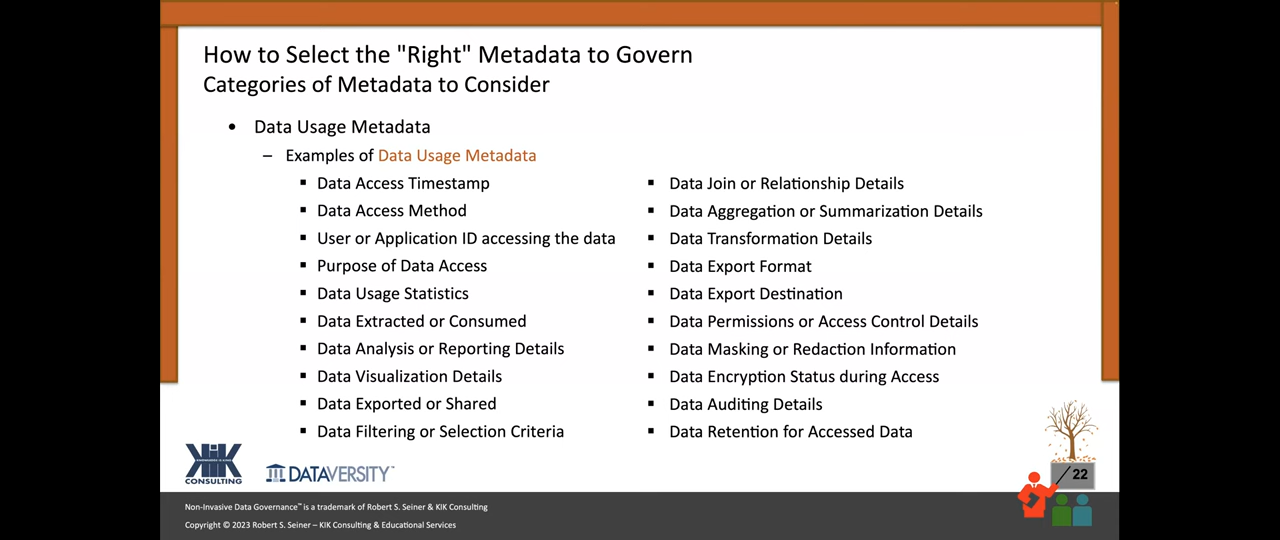 How to Select the "Right" Metadata to Govern
Categories of Metadata to Consider
• Data Usage Metadata
– Examples of Data Usage Metadata
▪ Data Access Timestamp
▪ Data Access Method
▪ User or Application ID accessing the data
▪ Purpose of Data Access
▪ Data Usage Statistics
▪ Data Extracted or Consumed
▪ Data Analysis or Reporting Details
▪ Data Visualization Details
▪ Data Exported or Shared
▪ Data Filtering or Selection Criteria
▪ Data Join or Relationship Details
▪ Data Aggregation or Summarization Details
▪ Data Transformation Details
▪ Data Export Format
▪ Data Export Destination
▪ Data Permissions or Access Control Details
▪ Data Masking or Redaction Information
▪ Data Encryption Status during Access
▪ Data Auditing Details
▪ Data Retention for Accessed Data
KIK
CONSULTING
DATAVERSITY™
22
Non-Invasive Data Governance™ is a trademark of Robert S. Seiner & KIK Consulting
Copyright © 2023 Robert S. Seiner – KIK Consulting & Educational Services